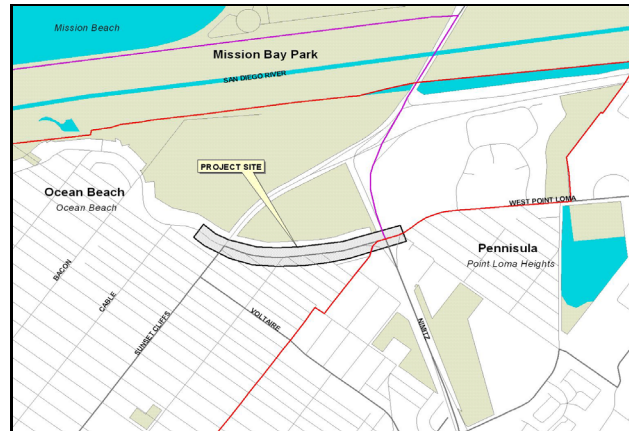 Mission Beach
Mission Bay Park
SAN DIEGO RIVER
PROJECT SITE
Ocean Beach
Ocean Beach
WEST POINT LOMA
Pennisula
Point Loma Heights
BACON
CABLE
SUNSET CLIFFS
VOLTAIRE
NIMITZ